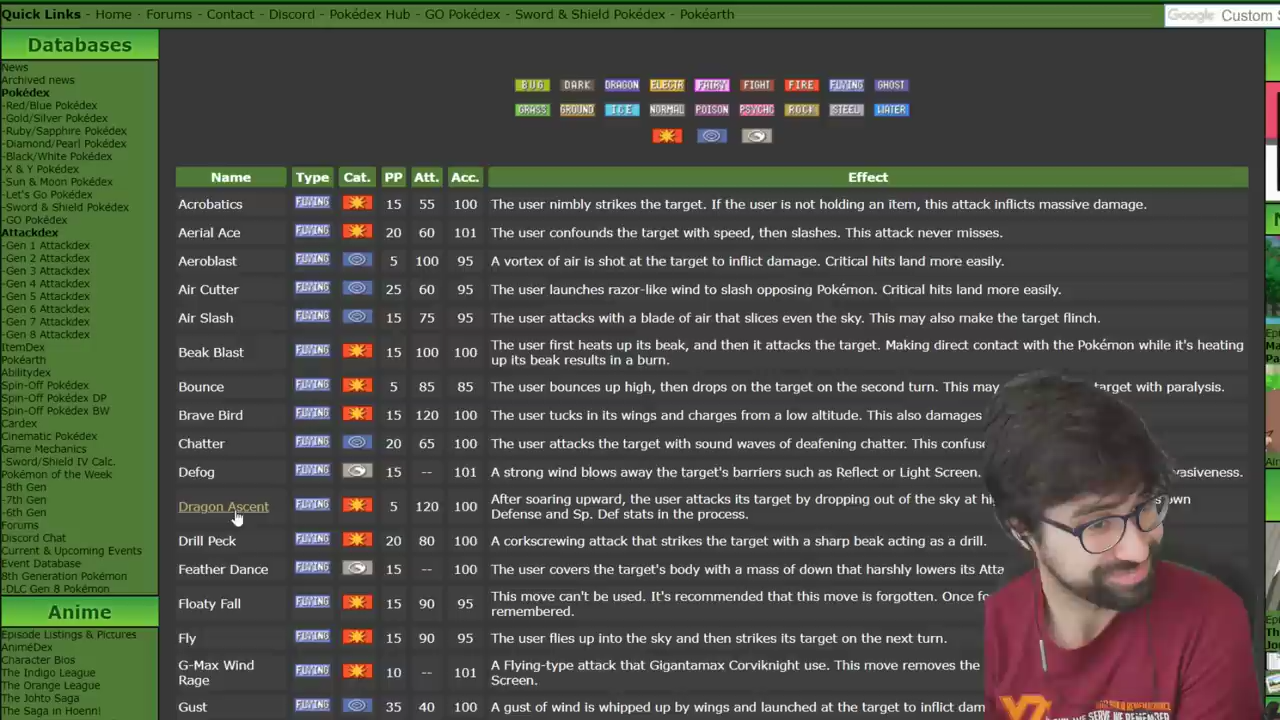 Quick Links - Home - Forums - Contact - Discord - Pokédex Hub - GO Pokédex - Sword & Shield Pokédex - Pokéarth
Google Custom
Databases
News
Archived news
Pokédex
-Red/Blue Pokédex
-Gold/Silver Pokédex
-Ruby/Sapphire Pokédex
-Diamond/Pearl Pokédex
-Black/White Pokédex
-X & Y Pokédex
-Sun & Moon Pokédex
-Let's Go Pokédex
-Sword & Shield Pokédex
-GO Pokédex
Attackdex
-Gen 1 Attackdex
-Gen 2 Attackdex
-Gen 3 Attackdex
-Gen 4 Attackdex
-Gen 5 Attackdex
-Gen 6 Attackdex
-Gen 7 Attackdex
-Gen 8 Attackdex
ItemDex
Pokéarth
Abilitydex
Spin-Off Pokédex
Spin-Off Pokédex DP
Spin-Off Pokédex BW
Cardex
Cinematic Pokédex
Game Mechanics
-Sword/Shield IV Calc.
Pokémon of the Week
-8th Gen
-7th Gen
-6th Gen
Forums
Discord Chat
Current & Upcoming Events
Event Database
8th Generation Pokémon
-DLC Gen 8 Pokémon
Anime
Episode Listings & Pictures
AniméDex
Character Bios
The Indigo League
The Orange League
The Johto Saga
The Saga in Hoenn!
BUG DARK DRAGON ELECTR FAIRY FIGHT FIRE FLYING GHOST
GRASS GROUND ICE NORMAL POISON PSYCHC ROCK STEEL WATER
Name Type Cat. PP Att. Acc. Effect
Acrobatics FLYING 15 55 100 The user nimbly strikes the target. If the user is not holding an item, this attack inflicts massive damage.
Aerial Ace FLYING 20 60 101 The user confounds the target with speed, then slashes. This attack never misses.
Aeroblast FLYING 5 100 95 A vortex of air is shot at the target to inflict damage. Critical hits land more easily.
Air Cutter FLYING 25 60 95 The user launches razor-like wind to slash opposing Pokémon. Critical hits land more easily.
Air Slash FLYING 15 75 95 The user attacks with a blade of air that slices even the sky. This may also make the target flinch.
Beak Blast FLYING 15 100 100 The user first heats up its beak, and then it attacks the target. Making direct contact with the Pokémon while it's heating
up its beak results in a burn.
Bounce FLYING 5 85 85 The user bounces up high, then drops on the target on the second turn. This may target with paralysis.
Brave Bird FLYING 15 120 100 The user tucks in its wings and charges from a low altitude. This also damages
Chatter FLYING 20 65 100 The user attacks the target with sound waves of deafening chatter. This confuse
Defog FLYING 15 -- 101 A strong wind blows away the target's barriers such as Reflect or Light Screen. vasiveness.
Dragon Ascent FLYING 5 120 100 After soaring upward, the user attacks its target by dropping out of the sky at hi own
Defense and Sp. Def stats in the process.
Drill Peck FLYING 20 80 100 A corkscrewing attack that strikes the target with a sharp beak acting as a drill.
Feather Dance FLYING 15 -- 100 The user covers the target's body with a mass of down that harshly lowers its Atta
Floaty Fall FLYING 15 90 95 This move can't be used. It's recommended that this move is forgotten. Once fo
remembered.
Fly FLYING 15 90 95 The user flies up into the sky and then strikes its target on the next turn.
G-Max Wind
Rage FLYING 10 -- 101 A Flying-type attack that Gigantamax Corviknight use. This move removes the
Screen.
Gust FLYING 35 40 100 A gust of wind is whipped up by wings and launched at the target to inflict dam